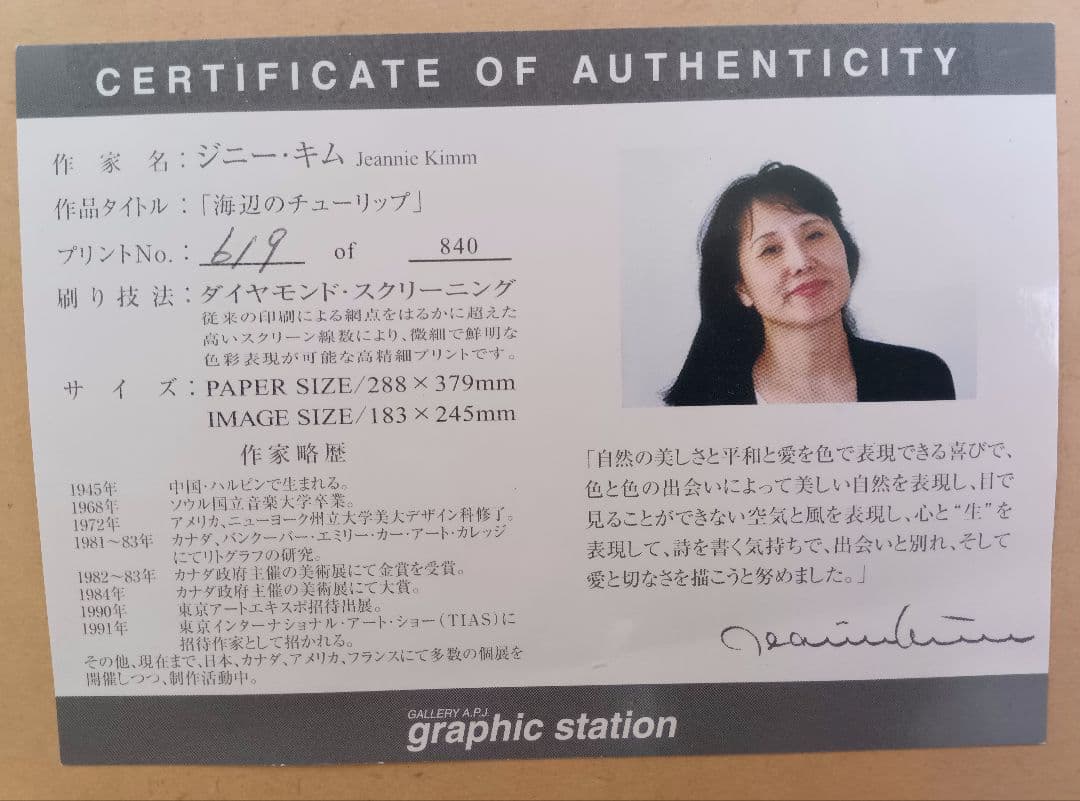 CERTIFICATE OF AUTHENTICITY
作家名：ジニー・キム Jeannie Kimm
作品タイトル：「海辺のチューリップ」
プリントNo.：619 of 840
刷り技法：ダイヤモンド・スクリーニング
従来の印刷による網点をはるかに超えた
高いスクリーン線数により、微細で鮮明な
色彩表現が可能な高精細プリントです。
サイズ：PAPER SIZE/288×379mm
IMAGE SIZE/183×245mm
作家略歴
1945年 中国・ハルビンで生まれる。
1968年 ソウル国立音楽大学卒業。
1972年 アメリカ、ニューヨーク州立大学美大デザイン科修了。
1981〜83年 カナダ、バンクーバー・エミリー・カー・アート・カレッジ
にてリトグラフの研究。
1982〜83年 カナダ政府主催の美術展にて金賞を受賞。
1984年 カナダ政府主催の美術展にて大賞。
1990年 東京アートエキスポ招待出展。
1991年 東京インターナショナル・アート・ショー（TIAS）に
招待作家として招かれる。
その他、現在まで、日本、カナダ、アメリカ、フランスにて多数の個展を
開催しつつ、制作活動中。
「自然の美しさと平和と愛を色で表現できる喜びで、
色と色の出会いによって美しい自然を表現し、目で
見ることができない空気と風を表現し、心と“生”を
表現して、詩を書く気持ちで、出会いと別れ、そして
愛と切なさを描こうと努めました。」
Jeannie Kimm
GALLERY A.P.J.
graphic station